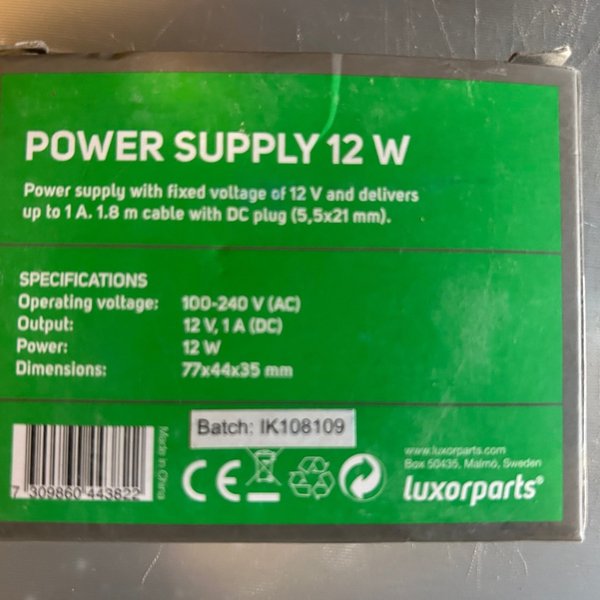 POWER SUPPLY 12 W
Power supply with fixed voltage of 12 V and delivers
up to 1 A. 1.8 m cable with DC plug (5,5x21 mm).
SPECIFICATIONS
Operating voltage: 100-240 V (AC)
Output: 12 V, 1 A (DC)
Power: 12 W
Dimensions: 77x44x35 mm
Batch: IK108109
Made in China
7 309860 443822
CE
www.luxorparts.com
Box 50435, Malmö, Sweden
luxorparts®